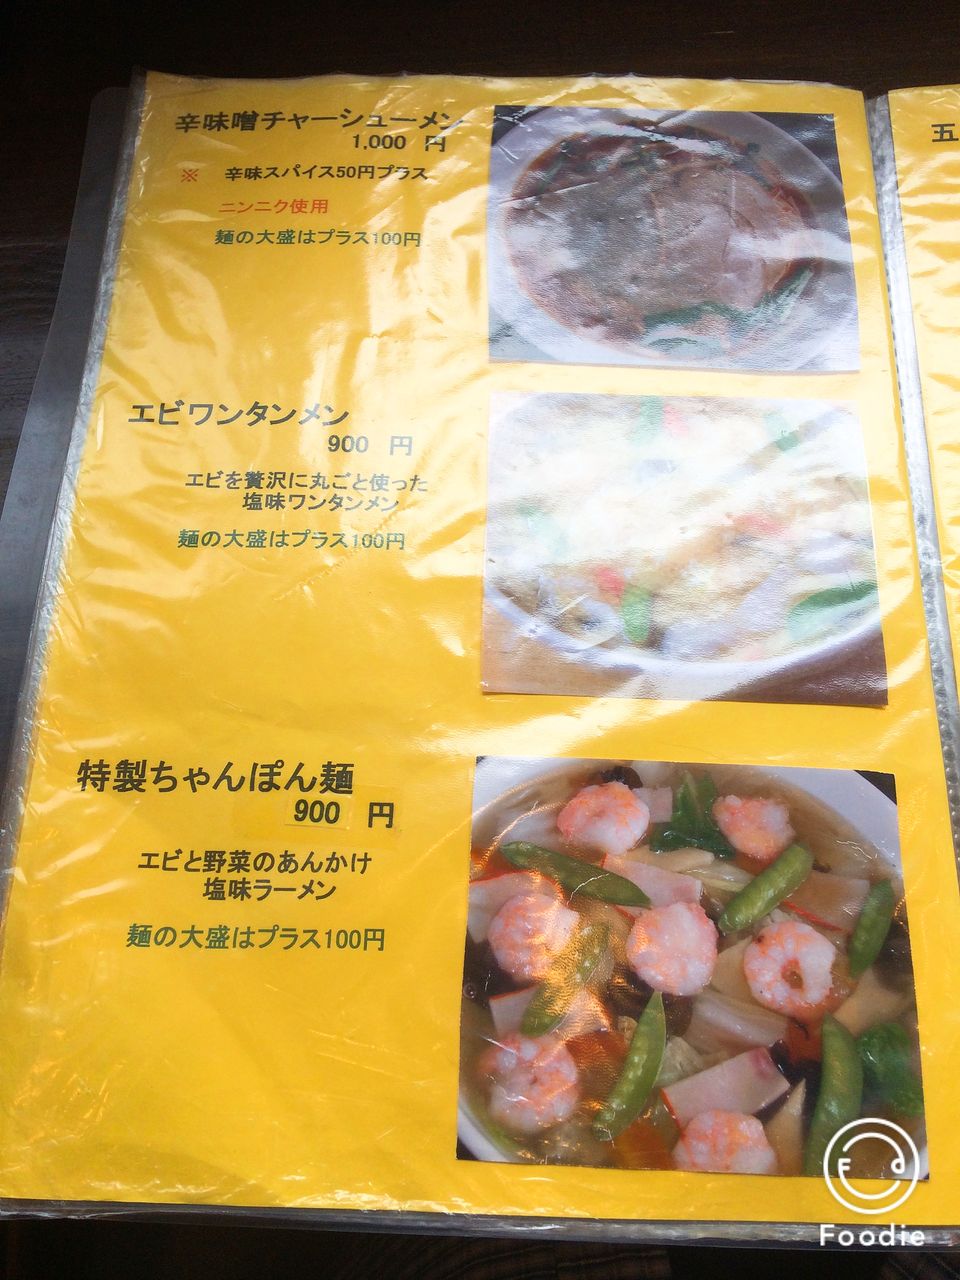 辛味噌チャーシューメン
1,000 円
※ 辛味スパイス50円プラス
ニンニク使用
麺の大盛はプラス100円
エビワンタンメン
900 円
エビを贅沢に丸ごと使った
塩味ワンタンメン
麺の大盛はプラス100円
特製ちゃんぽん麺
900 円
エビと野菜のあんかけ
塩味ラーメン
麺の大盛はプラス100円
五
Foodie